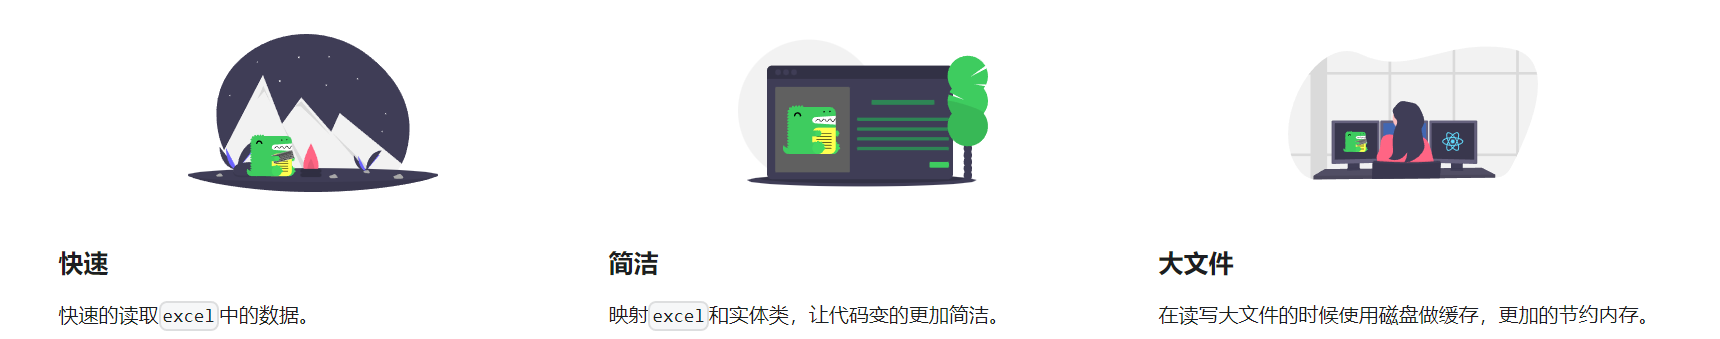 快速
快速的读取excel中的数据。
简洁
映射excel和实体类，让代码变的更加简洁。
大文件
在读写大文件的时候使用磁盘做缓存，更加的节约内存。